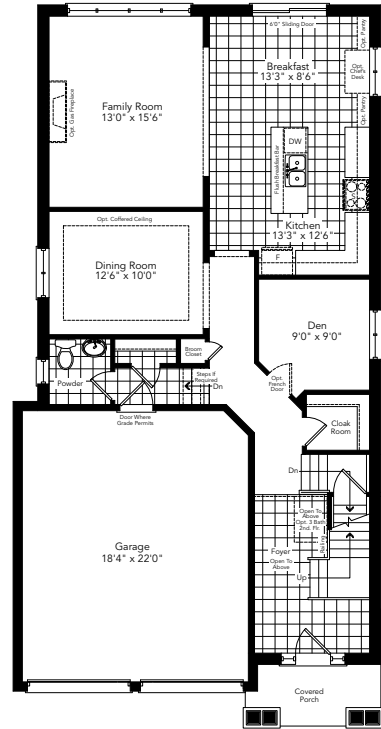 6'0" Sliding Door
Opt. Pantry
Breakfast
13'3" x 8'6"
Opt.
Chef's
Desk
Family Room
13'0" x 15'6"
Opt. Gas Fireplace
Opt. Pantry
DW
Flush Breakfast Bar
Kitchen
13'3" x 12'6"
F
Opt. Coffered Ceiling
Dining Room
12'6" x 10'0"
Den
9'0" x 9'0"
Broom
Closet
Steps If
Required
Dn
Powder
Opt.
French
Door
Door Where
Grade Permits
Cloak
Room
Dn
Open To
Above
Opt. 3 Bath
2nd. Flr.
Railing
Garage
18'4" x 22'0"
Foyer
Open To
Above
Up
Covered
Porch